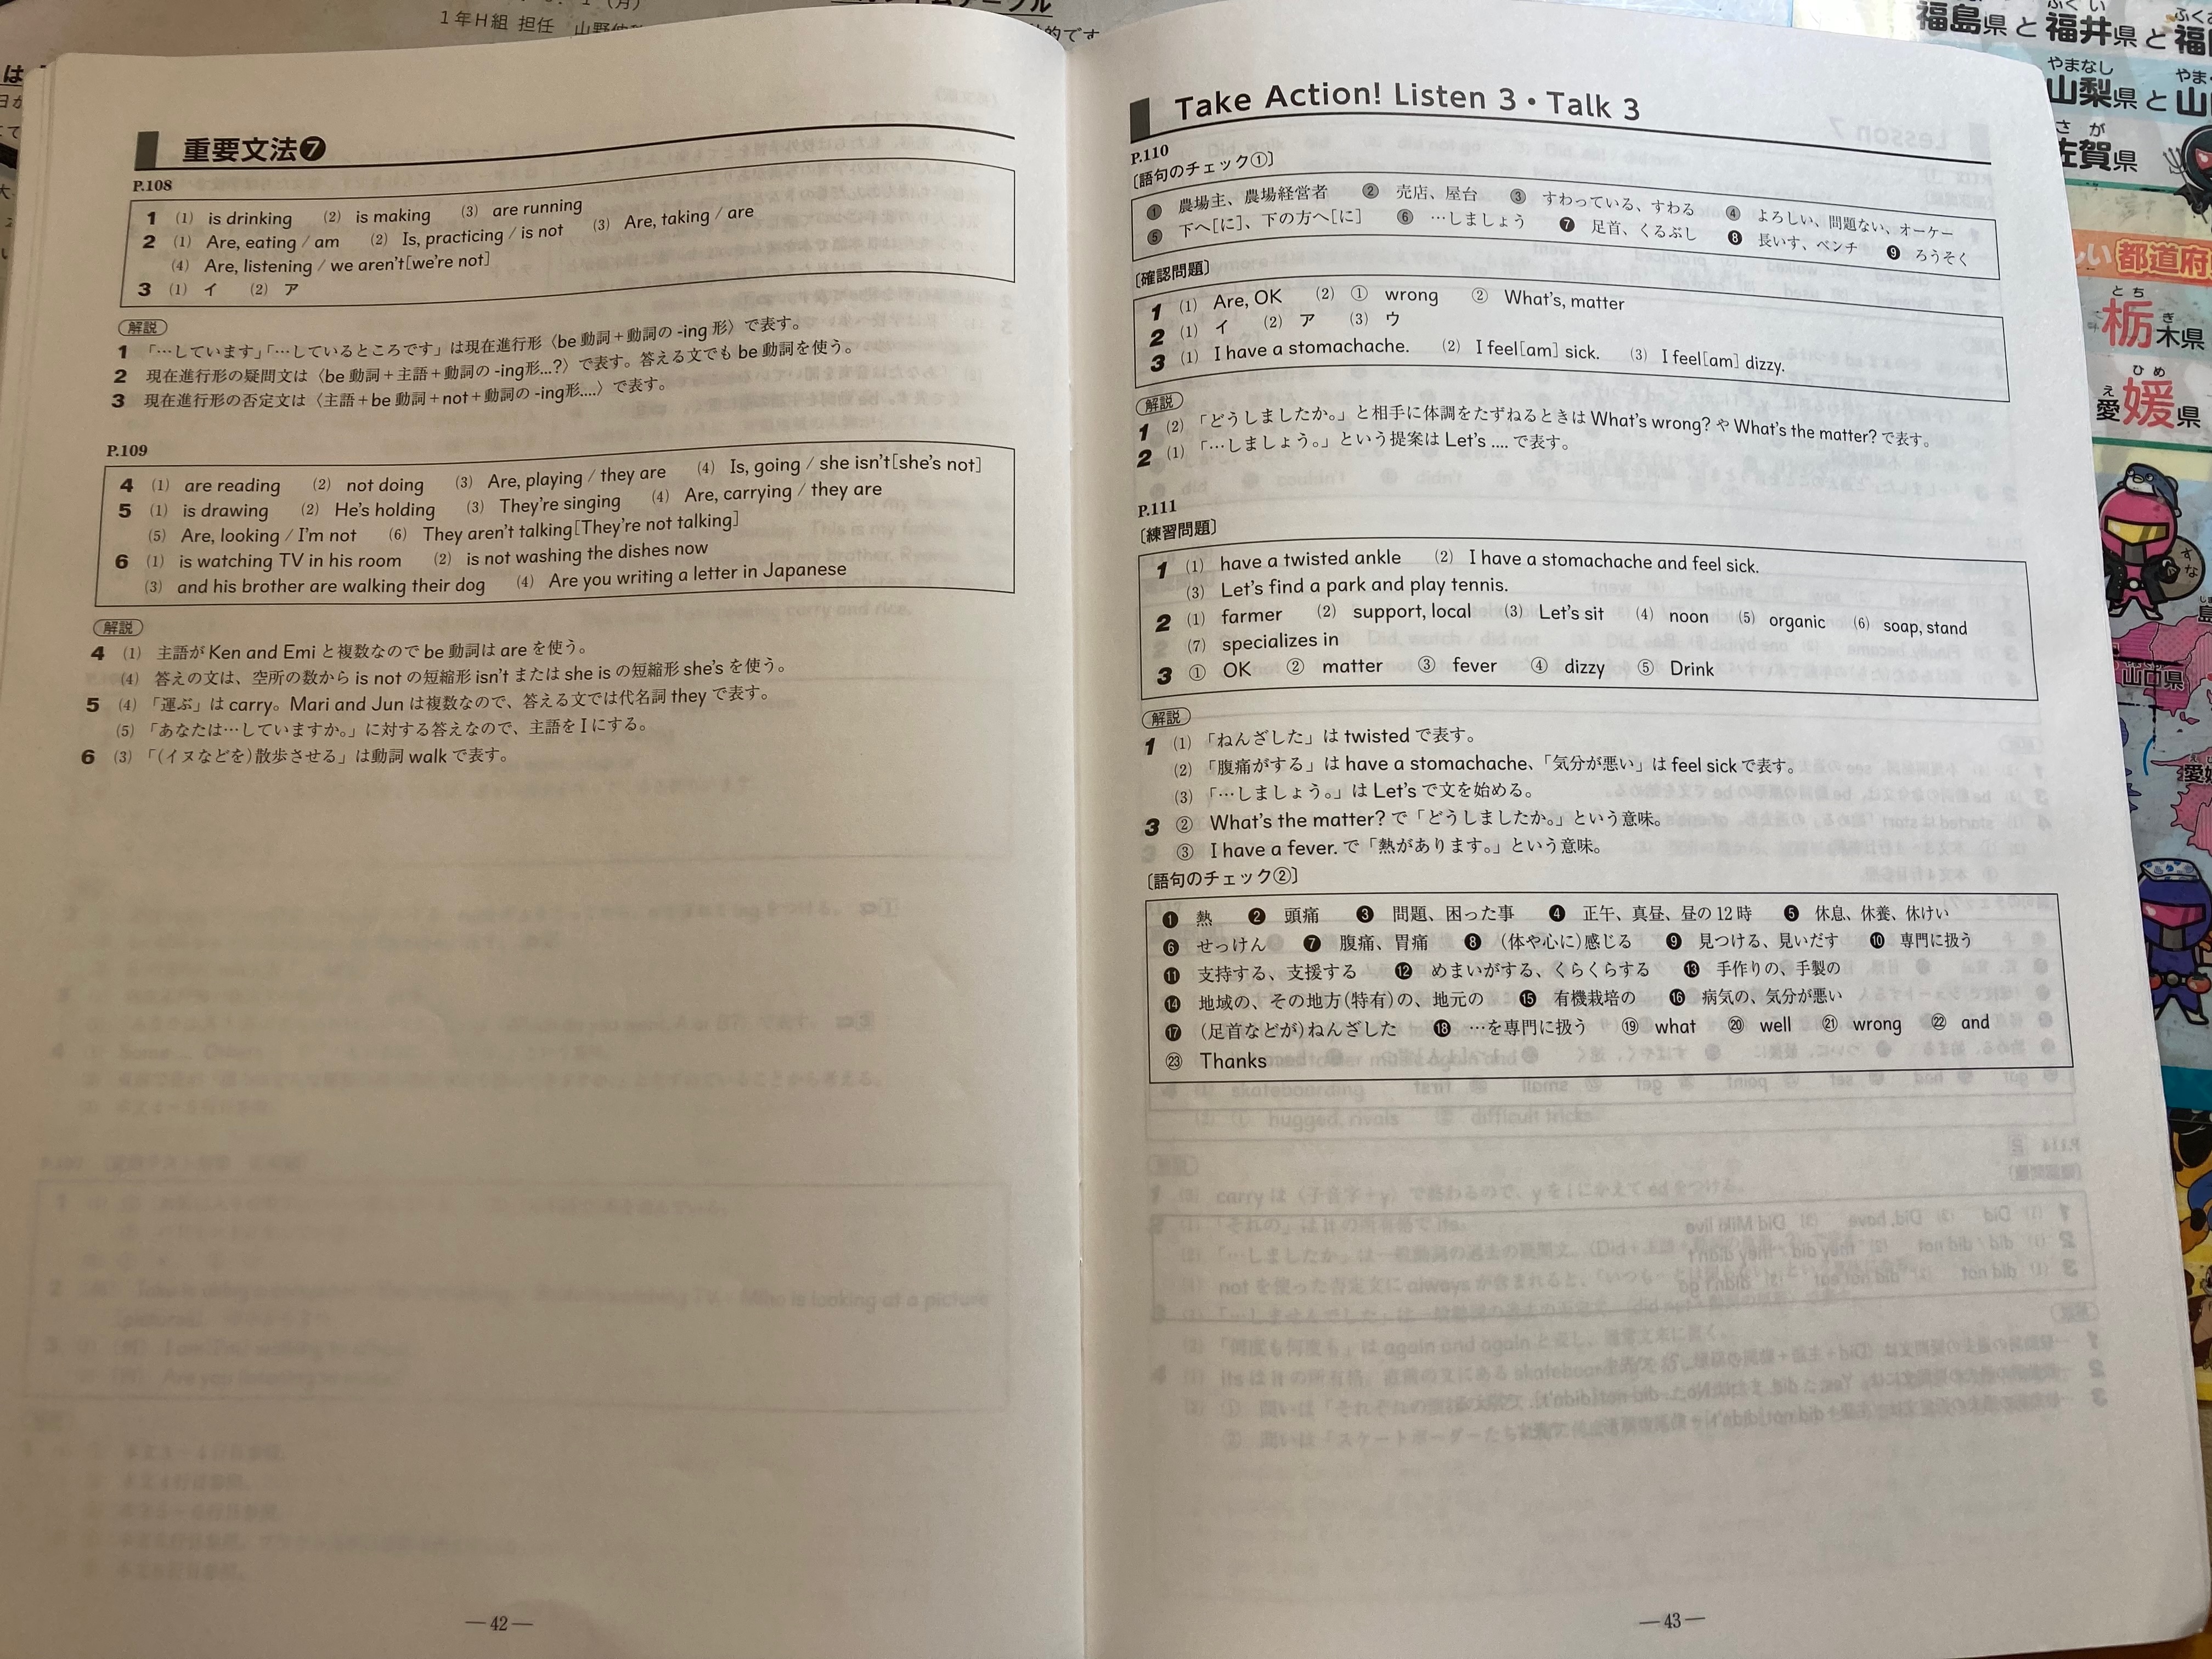 1年H組 担任
重要文法❼
P.108
1 (1) is drinking (2) is making (3) are running
2 (1) Are, eating / am (2) Is, practicing / is not (3) Are, taking / are
(4) Are, listening / we aren't[we're not]
3 (1) イ (2) ア
解説
1 「…しています」「…しているところです」は現在進行形〈be 動詞+動詞の -ing 形〉で表す。
2 現在進行形の疑問文は〈be 動詞+主語+動詞の -ing形...?〉で表す。答える文でも be 動詞を使う。
3 現在進行形の否定文は〈主語+be 動詞+not+動詞の -ing形....〉で表す。
P.109
4 (1) are reading (2) not doing (3) Are, playing / they are (4) Is, going / she isn't[she's not]
5 (1) is drawing (2) He's holding (3) They're singing (4) Are, carrying / they are
(5) Are, looking / I'm not (6) They aren't talking[They're not talking]
6 (1) is watching TV in his room (2) is not washing the dishes now
(3) and his brother are walking their dog (4) Are you writing a letter in Japanese
解説
4 (1) 主語が Ken and Emi と複数なので be 動詞は are を使う。
(4) 答えの文は、空所の数から is not の短縮形 isn't または she is の短縮形 she's を使う。
5 (4) 「運ぶ」は carry。Mari and Jun は複数なので、答える文では代名詞 they で表す。
(5) 「あなたは…していますか。」に対する答えなので、主語を I にする。
6 (3) 「(イヌなどを)散歩させる」は動詞 walk で表す。
—42—
Take Action! Listen 3・Talk 3
P.110
〔語句のチェック①〕
❶ 農場主、農場経営者 ❷ 売店、屋台 ❸ すわっている、すわる ❹ よろしい、問題ない、オーケー
❺ 下へ[に]、下の方へ[に] ❻ …しましょう ❼ 足首、くるぶし ❽ 長いす、ベンチ ❾ ろうそく
〔確認問題〕
1 (1) Are, OK (2) ① wrong ② What's, matter
2 (1) イ (2) ア (3) ウ
3 (1) I have a stomachache. (2) I feel[am] sick. (3) I feel[am] dizzy.
解説
1 (2) 「どうしましたか。」と相手に体調をたずねるときは What's wrong? や What's the matter? で表す。
2 (1) 「…しましょう。」という提案は Let's .... で表す。
P.111
〔練習問題〕
1 (1) have a twisted ankle (2) I have a stomachache and feel sick.
(3) Let's find a park and play tennis.
2 (1) farmer (2) support, local (3) Let's sit (4) noon (5) organic (6) soap, stand
(7) specializes in
3 ① OK ② matter ③ fever ④ dizzy ⑤ Drink
解説
1 (1) 「ねんざした」は twisted で表す。
(2) 「腹痛がする」は have a stomachache、「気分が悪い」は feel sick で表す。
(3) 「…しましょう。」は Let's で文を始める。
3 ② What's the matter? で「どうしましたか。」という意味。
③ I have a fever. で「熱があります。」という意味。
〔語句のチェック②〕
❶ 熱 ❷ 頭痛 ❸ 問題、困った事 ❹ 正午、真昼、昼の12時 ❺ 休息、休養、休けい
❻ せっけん ❼ 腹痛、胃痛 ❽ (体や心に)感じる ❾ 見つける、見いだす ❿ 専門に扱う
⓫ 支持する、支援する ⓬ めまいがする、くらくらする ⓭ 手作りの、手製の
⓮ 地域の、その地方(特有)の、地元の ⓯ 有機栽培の ⓰ 病気の、気分が悪い
⓱ (足首などが)ねんざした ⓲ …を専門に扱う ⑲ what ⑳ well ㉑ wrong ㉒ and
㉓ Thanks
—43—
福島県と福井県と
やまなし
山梨県と
さが
佐賀県
都道府
とちぎ
栃木県
えひめ
愛媛県
すな
山口県